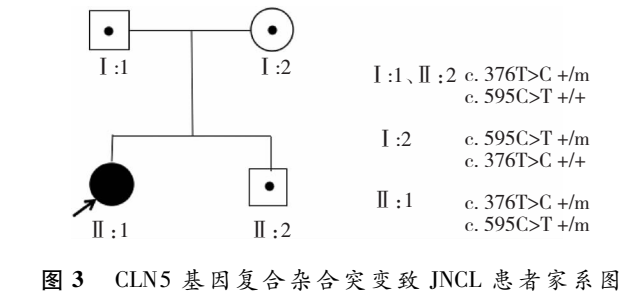 Ⅰ:1
Ⅰ:2
Ⅱ:1
Ⅱ:2
Ⅰ:1、Ⅱ:2 c. 376T>C +/m
c. 595C>T +/+
Ⅰ:2 c. 595C>T +/m
c. 376T>C +/+
Ⅱ:1 c. 376T>C +/m
c. 595C>T +/m
图 3 CLN5 基因复合杂合突变致 JNCL 患者家系图